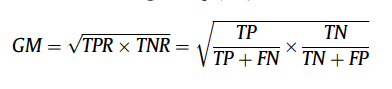 GM = √(TPR × TNR) = √(TP/(TP + FN) × TN/(TN + FP))